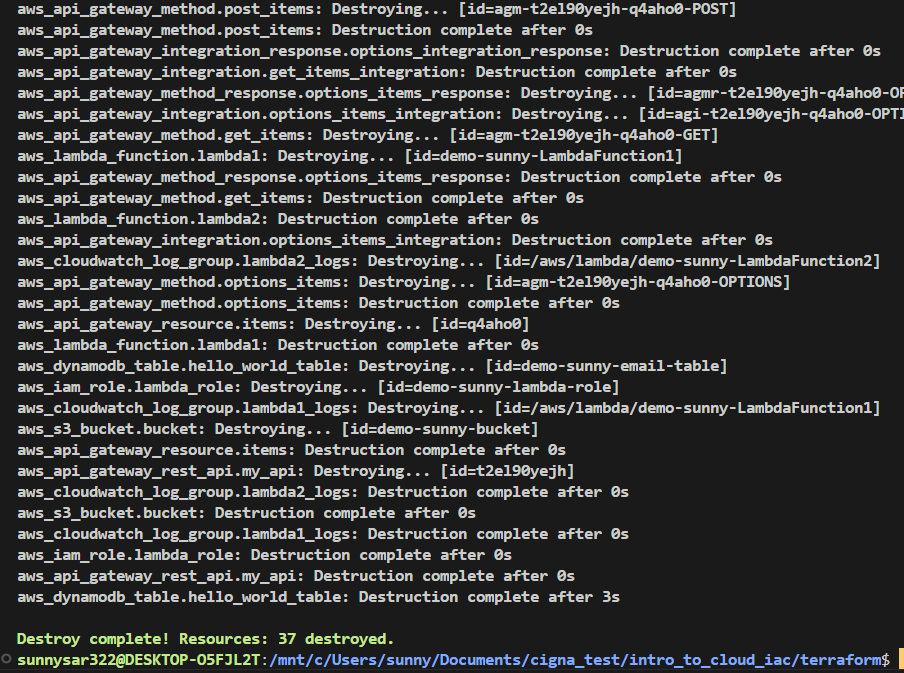 aws_api_gateway_method.post_items: Destroying... [id=agm-t2el90yejh-q4aho0-POST]
aws_api_gateway_method.post_items: Destruction complete after 0s
aws_api_gateway_integration_response.options_integration_response: Destruction complete after 0s
aws_api_gateway_integration.get_items_integration: Destruction complete after 0s
aws_api_gateway_method_response.options_items_response: Destroying... [id=agmr-t2el90yejh-q4aho0-OP
aws_api_gateway_integration.options_items_integration: Destroying... [id=agi-t2el90yejh-q4aho0-OPTI
aws_api_gateway_method.get_items: Destroying... [id=agm-t2el90yejh-q4aho0-GET]
aws_lambda_function.lambda1: Destroying... [id=demo-sunny-LambdaFunction1]
aws_api_gateway_method_response.options_items_response: Destruction complete after 0s
aws_api_gateway_method.get_items: Destruction complete after 0s
aws_lambda_function.lambda2: Destruction complete after 0s
aws_api_gateway_integration.options_items_integration: Destruction complete after 0s
aws_cloudwatch_log_group.lambda2_logs: Destroying... [id=/aws/lambda/demo-sunny-LambdaFunction2]
aws_api_gateway_method.options_items: Destroying... [id=agm-t2el90yejh-q4aho0-OPTIONS]
aws_api_gateway_method.options_items: Destruction complete after 0s
aws_api_gateway_resource.items: Destroying... [id=q4aho0]
aws_lambda_function.lambda1: Destruction complete after 0s
aws_dynamodb_table.hello_world_table: Destroying... [id=demo-sunny-email-table]
aws_iam_role.lambda_role: Destroying... [id=demo-sunny-lambda-role]
aws_cloudwatch_log_group.lambda1_logs: Destroying... [id=/aws/lambda/demo-sunny-LambdaFunction1]
aws_s3_bucket.bucket: Destroying... [id=demo-sunny-bucket]
aws_api_gateway_resource.items: Destruction complete after 0s
aws_api_gateway_rest_api.my_api: Destroying... [id=t2el90yejh]
aws_cloudwatch_log_group.lambda2_logs: Destruction complete after 0s
aws_s3_bucket.bucket: Destruction complete after 0s
aws_cloudwatch_log_group.lambda1_logs: Destruction complete after 0s
aws_iam_role.lambda_role: Destruction complete after 0s
aws_api_gateway_rest_api.my_api: Destruction complete after 0s
aws_dynamodb_table.hello_world_table: Destruction complete after 3s
Destroy complete! Resources: 37 destroyed.
sunnysar322@DESKTOP-O5FJL2T:/mnt/c/Users/sunny/Documents/cigna_test/intro_to_cloud_iac/terraform$